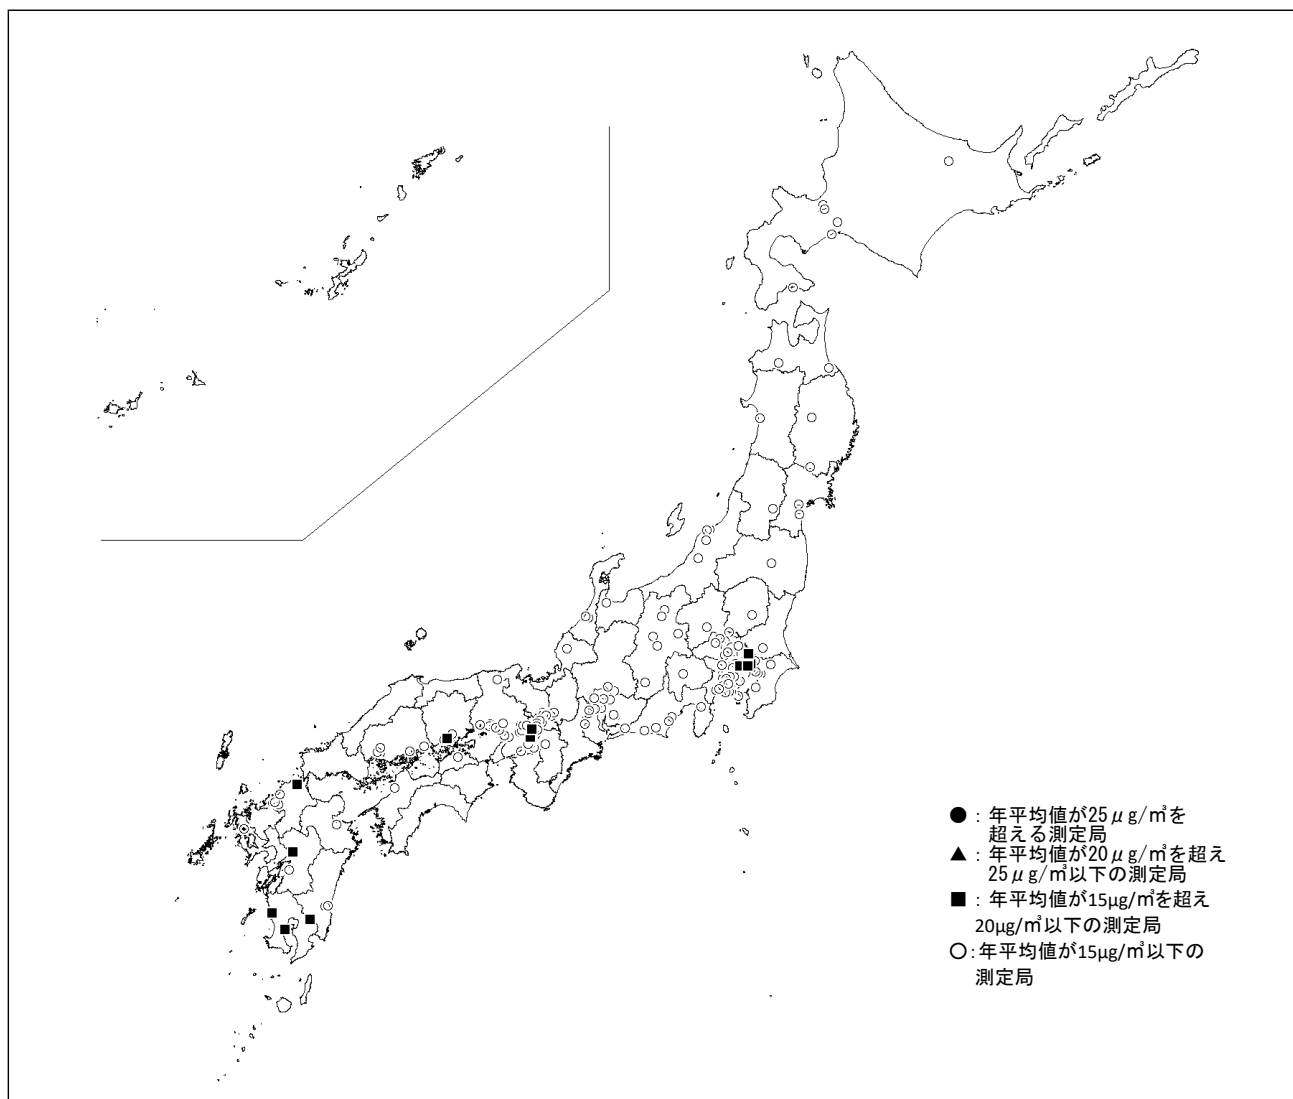 ● : 年平均値が25μg/㎥を
超える測定局
▲ : 年平均値が20μg/㎥を超え
25μg/㎥以下の測定局
■ : 年平均値が15μg/㎥を超え
20μg/㎥以下の測定局
○: 年平均値が15μg/㎥以下の
測定局